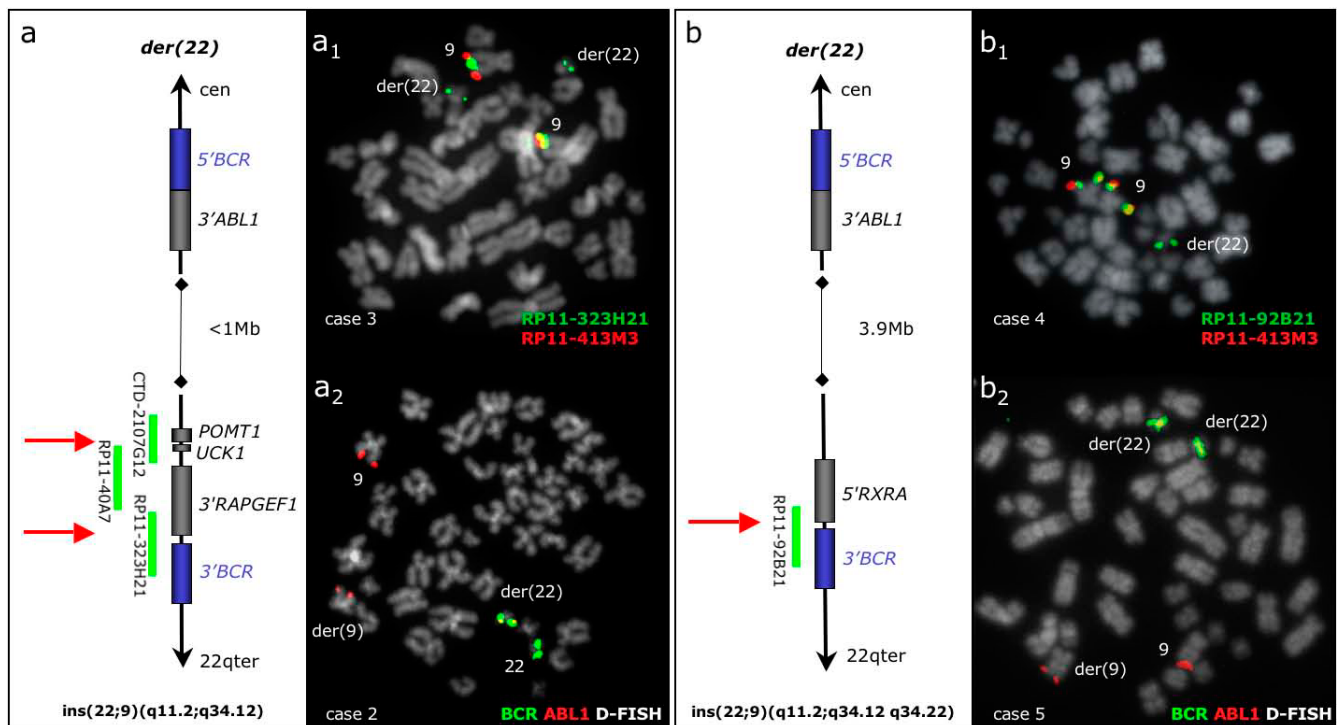 a
der(22)
cen
5'BCR
3'ABL1
<1Mb
CTD-2107G12
RP11-40A7
RP11-323H21
POMT1
UCK1
3'RAPGEF1
3'BCR
22qter
ins(22;9)(q11.2;q34.12)
a1
9
der(22)
der(22)
9
case 3
RP11-323H21
RP11-413M3
a2
9
der(22)
der(9)
22
case 2
BCR ABL1 D-FISH
b
der(22)
cen
5'BCR
3'ABL1
3.9Mb
RP11-92B21
5'RXRA
3'BCR
22qter
ins(22;9)(q11.2;q34.12 q34.22)
b1
9
9
der(22)
case 4
RP11-92B21
RP11-413M3
b2
der(22)
der(22)
der(9)
9
case 5
BCR ABL1 D-FISH